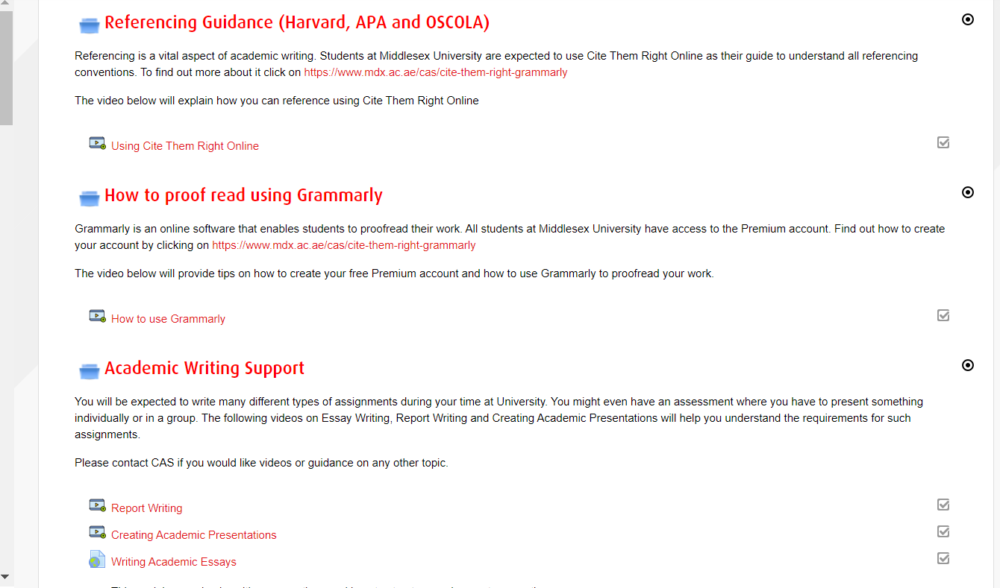 Referencing Guidance (Harvard, APA and OSCOLA)
Referencing is a vital aspect of academic writing. Students at Middlesex University are expected to use Cite Them Right Online as their guide to understand all referencing
conventions. To find out more about it click on https://www.mdx.ac.ae/cas/cite-them-right-grammarly
The video below will explain how you can reference using Cite Them Right Online
Using Cite Them Right Online
How to proof read using Grammarly
Grammarly is an online software that enables students to proofread their work. All students at Middlesex University have access to the Premium account. Find out how to create
your account by clicking on https://www.mdx.ac.ae/cas/cite-them-right-grammarly
The video below will provide tips on how to create your free Premium account and how to use Grammarly to proofread your work.
How to use Grammarly
Academic Writing Support
You will be expected to write many different types of assignments during your time at University. You might even have an assessment where you have to present something
individually or in a group. The following videos on Essay Writing, Report Writing and Creating Academic Presentations will help you understand the requirements for such
assignments.
Please contact CAS if you would like videos or guidance on any other topic.
Report Writing
Creating Academic Presentations
Writing Academic Essays